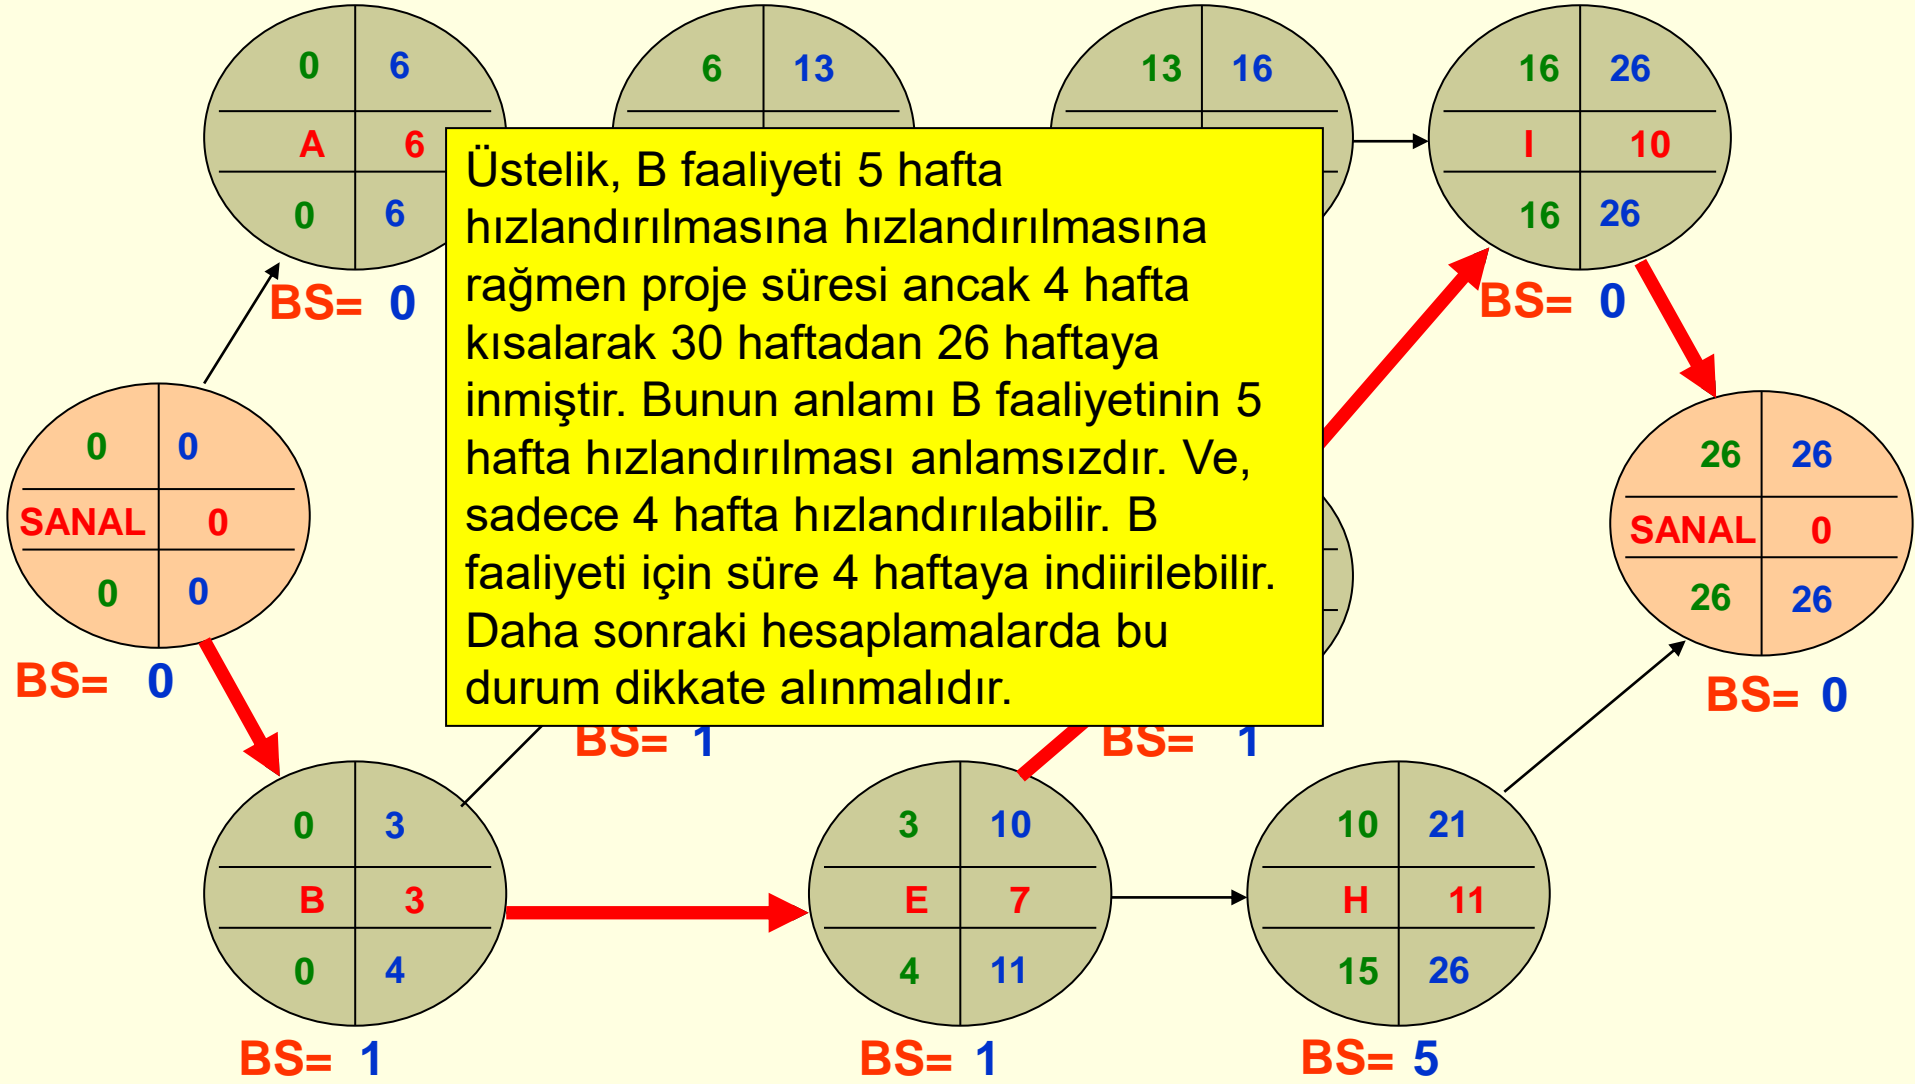 0 6
A 6
0 6
BS= 0
6 13
13 16
16 26
I 10
16 26
BS= 0
Üstelik, B faaliyeti 5 hafta
hızlandırılmasına hızlandırılmasına
rağmen proje süresi ancak 4 hafta
kısalarak 30 haftadan 26 haftaya
inmiştir. Bunun anlamı B faaliyetinin 5
hafta hızlandırılması anlamsızdır. Ve,
sadece 4 hafta hızlandırılabilir. B
faaliyeti için süre 4 haftaya indiirilebilir.
Daha sonraki hesaplamalarda bu
durum dikkate alınmalıdır.
0 0
SANAL 0
0 0
BS= 0
26 26
SANAL 0
26 26
BS= 0
BS= 1
BS= 1
0 3
B 3
0 4
BS= 1
3 10
E 7
4 11
BS= 1
10 21
H 11
15 26
BS= 5